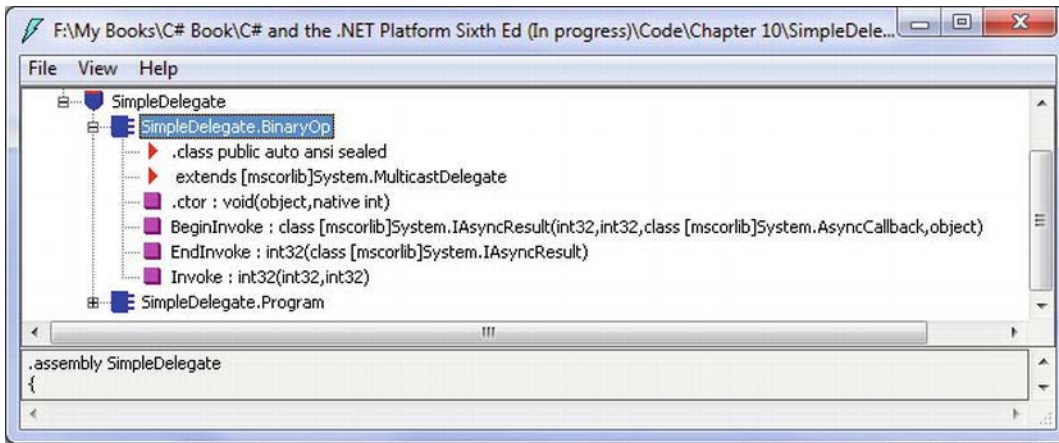 F:\My Books\C# Book\C# and the .NET Platform Sixth Ed (In progress)\Code\Chapter 10\SimpleDele...
File View Help
SimpleDelegate
SimpleDelegate.BinaryOp
.class public auto ansi sealed
extends [mscorlib]System.MulticastDelegate
.ctor : void(object,native int)
BeginInvoke : class [mscorlib]System.IAsyncResult(int32,int32,class [mscorlib]System.AsyncCallback,object)
EndInvoke : int32(class [mscorlib]System.IAsyncResult)
Invoke : int32(int32,int32)
SimpleDelegate.Program
.assembly SimpleDelegate
{